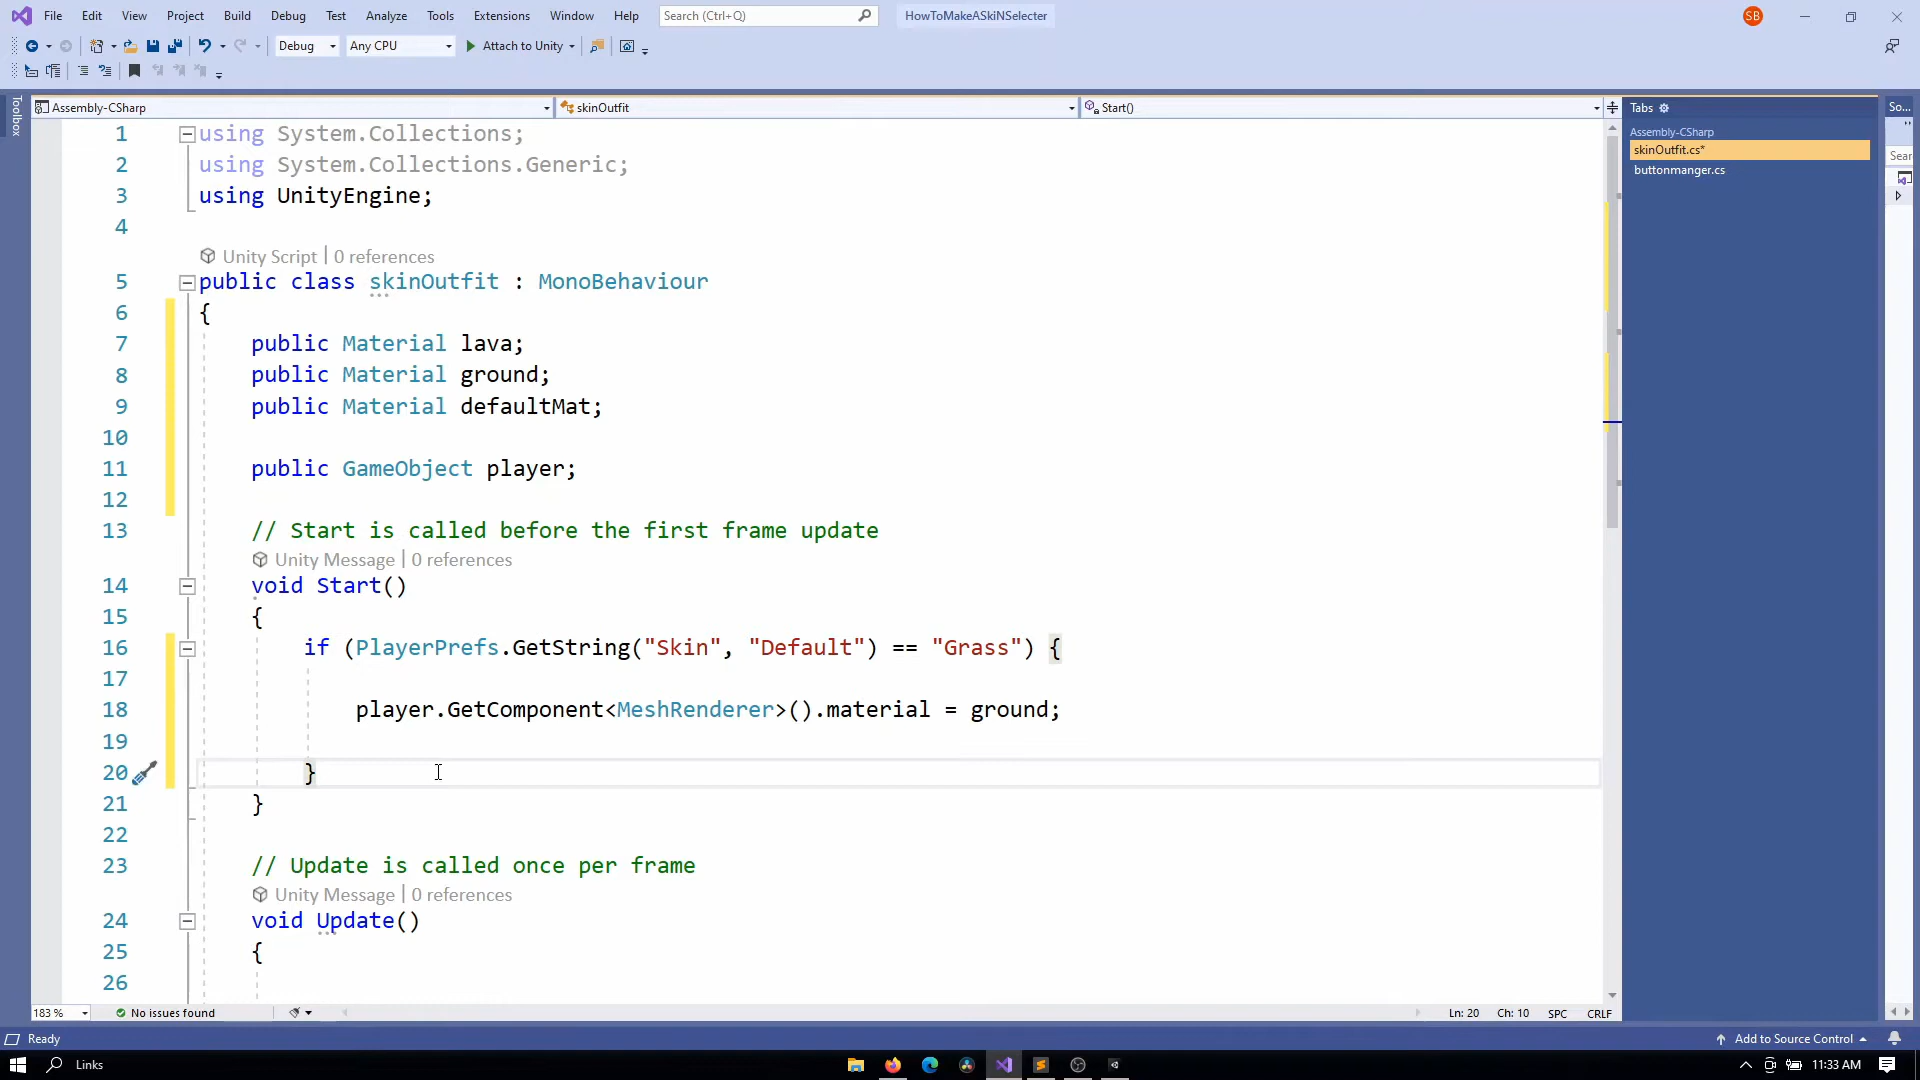 File Edit View Project Build Debug Test Analyze Tools Extensions Window Help Search (Ctrl+Q) HowToMakeASkiNSelecter SB
Debug Any CPU Attach to Unity
Toolbox
Assembly-CSharp skinOutfit Start()
1 using System.Collections;
2 using System.Collections.Generic;
3 using UnityEngine;
4
Unity Script | 0 references
5 public class skinOutfit : MonoBehaviour
6 {
7 public Material lava;
8 public Material ground;
9 public Material defaultMat;
10
11 public GameObject player;
12
13 // Start is called before the first frame update
Unity Message | 0 references
14 void Start()
15 {
16 if (PlayerPrefs.GetString("Skin", "Default") == "Grass") {
17
18 player.GetComponent<MeshRenderer>().material = ground;
19
20 }
21 }
22
23 // Update is called once per frame
Unity Message | 0 references
24 void Update()
25 {
26
Tabs
Assembly-CSharp
skinOutfit.cs*
buttonmanger.cs
So...
Sear
183 % No issues found Ln: 20 Ch: 10 SPC CRLF
Ready Add to Source Control
Links 11:33 AM